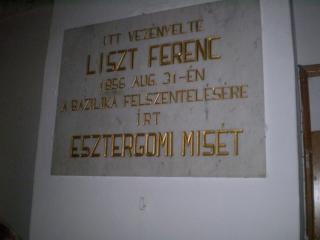 ITT VEZÉNYELTE
LISZT FERENC
1856 AUG. 31-ÉN
A BAZILIKA FELSZENTELÉSÉRE
ÍRT
ESZTERGOMI MISÉT